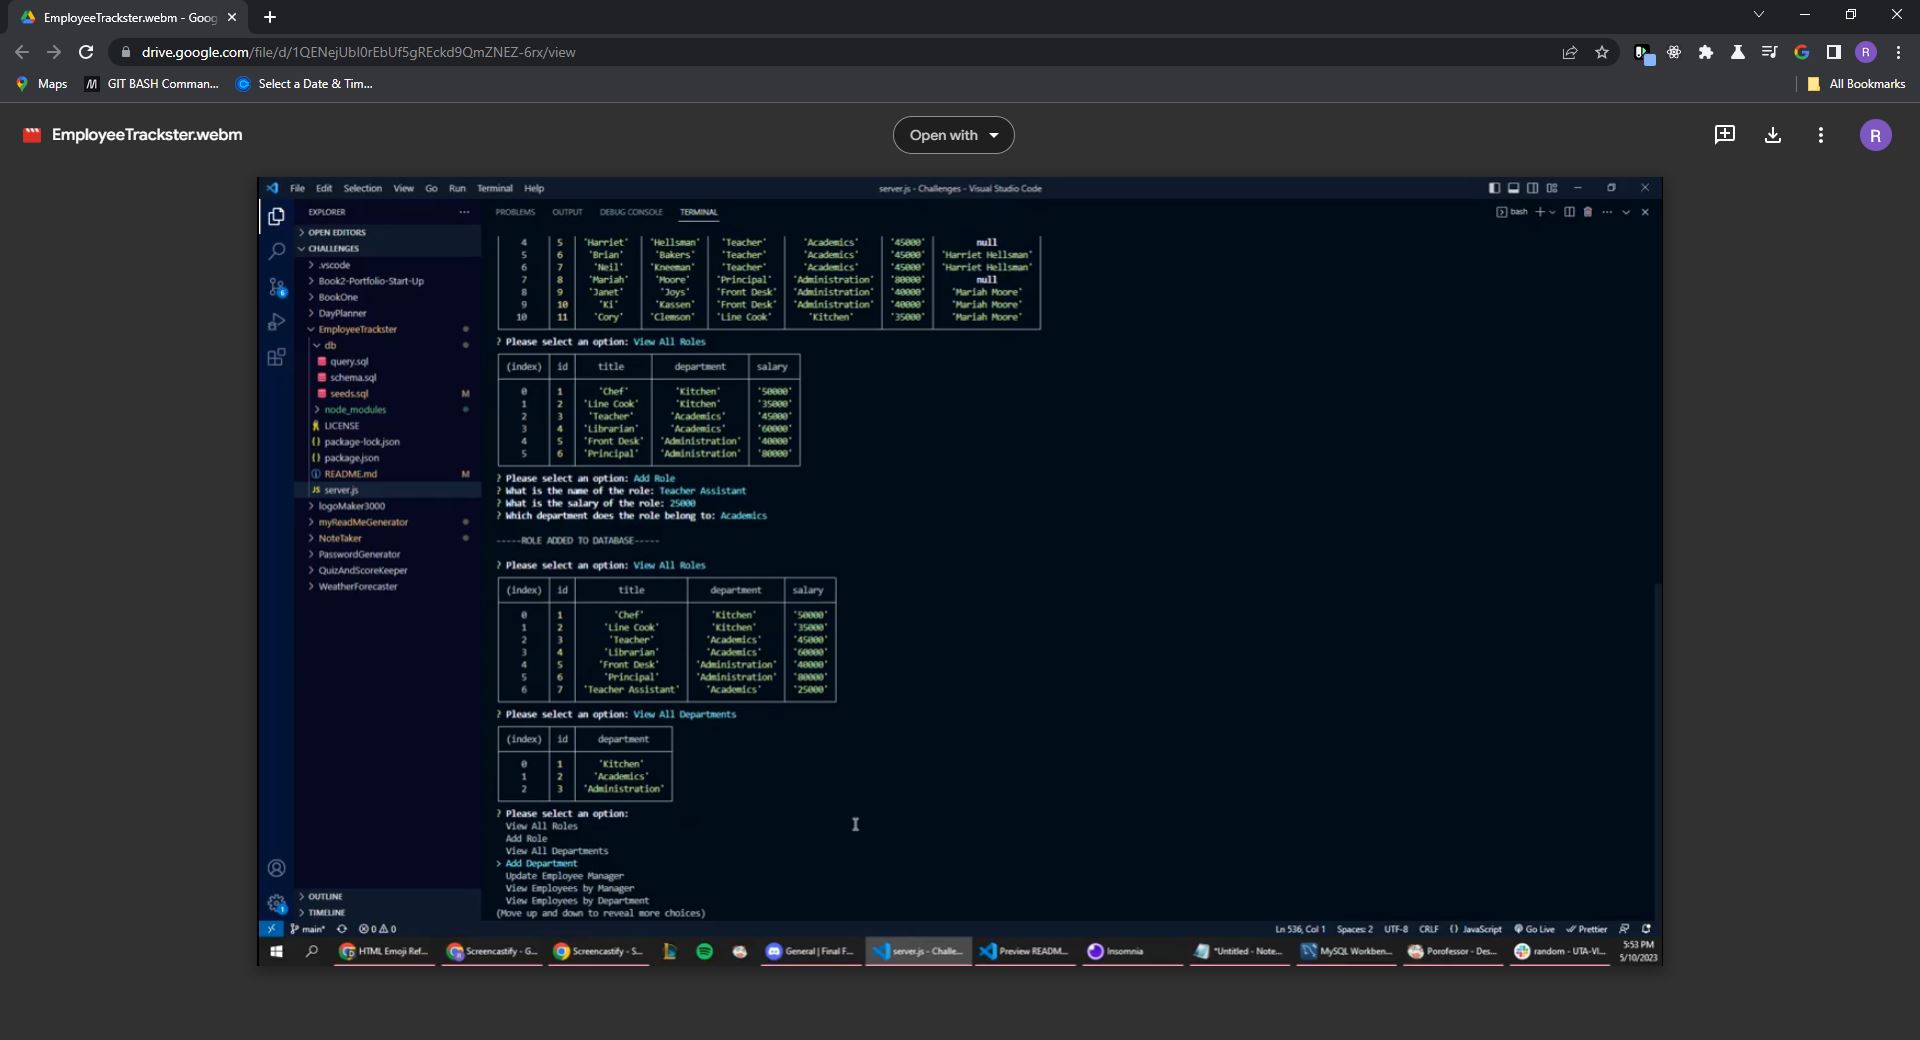 EmployeeTrackster.webm - Goog
drive.google.com/file/d/1QENejUbl0rEbUf5gREckd9QmZNEZ-6rx/view
R
Maps
GIT BASH Comman...
Select a Date & Tim...
All Bookmarks
EmployeeTrackster.webm
Open with
R
File Edit Selection View Go Run Terminal Help
server.js - Challenges - Visual Studio Code
EXPLORER
PROBLEMS OUTPUT DEBUG CONSOLE TERMINAL
bash
OPEN EDITORS
CHALLENGES
.vscode
Book2-Portfolio-Start-Up
BookOne
DayPlanner
EmployeeTrackster
db
query.sql
schema.sql
seeds.sql M
node_modules
LICENSE
package-lock.json
package.json
README.md M
JS server.js
logoMaker3000
myReadMeGenerator
NoteTaker
PasswordGenerator
QuizAndScoreKeeper
WeatherForecaster
OUTLINE
TIMELINE
4 5 'Harriet' 'Hellsman' 'Teacher' 'Academics' '45000' null
5 6 'Brian' 'Bakers' 'Teacher' 'Academics' '45000' 'Harriet Hellsman'
6 7 'Neil' 'Kneeman' 'Teacher' 'Academics' '45000' 'Harriet Hellsman'
7 8 'Mariah' 'Moore' 'Principal' 'Administration' '80000' null
8 9 'Janet' 'Joys' 'Front Desk' 'Administration' '40000' 'Mariah Moore'
9 10 'Ki' 'Kassen' 'Front Desk' 'Administration' '40000' 'Mariah Moore'
10 11 'Cory' 'Clemson' 'Line Cook' 'Kitchen' '35000' 'Mariah Moore'
? Please select an option: View All Roles
(index) id title department salary
0 1 'Chef' 'Kitchen' '50000'
1 2 'Line Cook' 'Kitchen' '35000'
2 3 'Teacher' 'Academics' '45000'
3 4 'Librarian' 'Academics' '60000'
4 5 'Front Desk' 'Administration' '40000'
5 6 'Principal' 'Administration' '80000'
? Please select an option: Add Role
? What is the name of the role: Teacher Assistant
? What is the salary of the role: 25000
? Which department does the role belong to: Academics
-----ROLE ADDED TO DATABASE-----
? Please select an option: View All Roles
(index) id title department salary
0 1 'Chef' 'Kitchen' '50000'
1 2 'Line Cook' 'Kitchen' '35000'
2 3 'Teacher' 'Academics' '45000'
3 4 'Librarian' 'Academics' '60000'
4 5 'Front Desk' 'Administration' '40000'
5 6 'Principal' 'Administration' '80000'
6 7 'Teacher Assistant' 'Academics' '25000'
? Please select an option: View All Departments
(index) id department
0 1 'Kitchen'
1 2 'Academics'
2 3 'Administration'
? Please select an option:
View All Roles
Add Role
View All Departments
> Add Department
Update Employee Manager
View Employees by Manager
View Employees by Department
(Move up and down to reveal more choices)
main* 0 0
Ln 536, Col 1 Spaces: 2 UTF-8 CRLF {} JavaScript Go Live Prettier
HTML Emoji Ref...
Screencastify - G...
Screencastify - S...
General | Final F...
server.js - Challe...
Preview READM...
Insomnia
*Untitled - Note...
MySQL Workben...
Porofessor - Des...
random - UTA-VI...
5:53 PM
5/10/2023